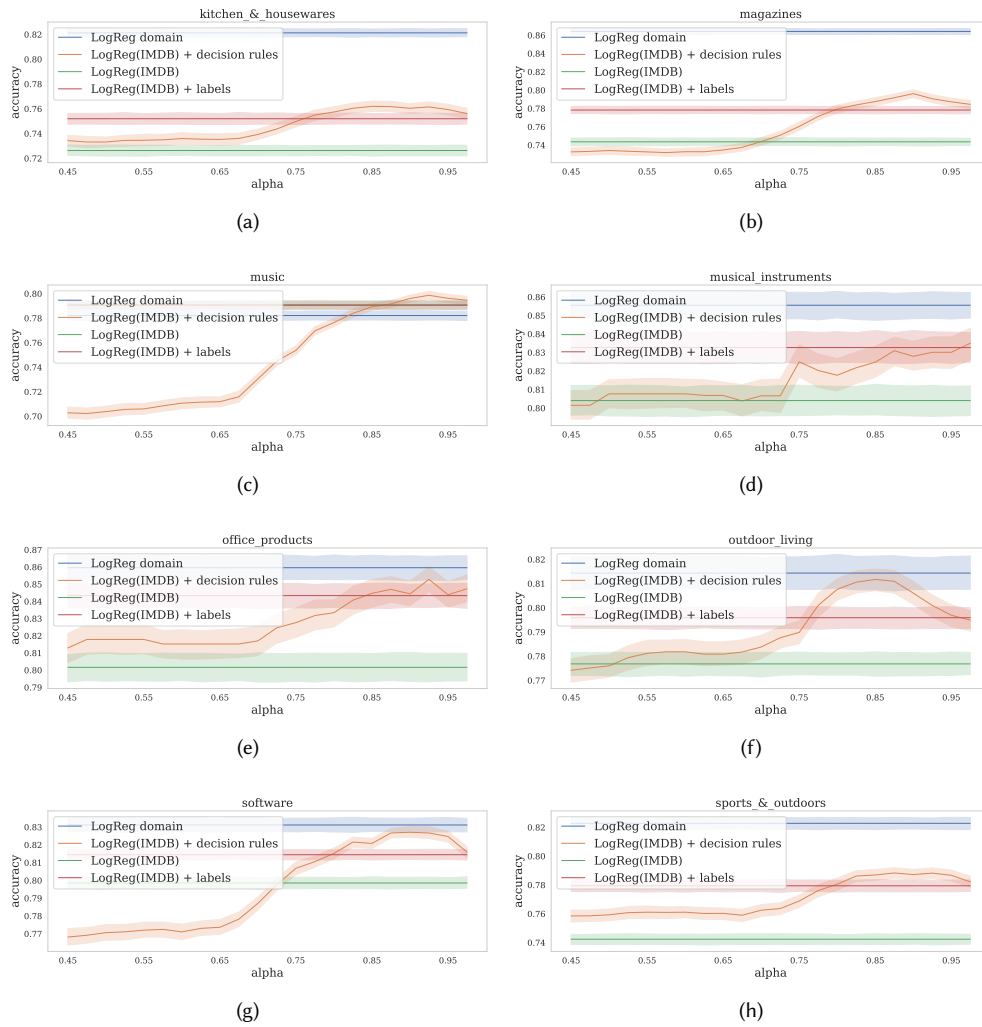 kitchen_&_housewares
0.82
0.80
0.78
0.76
0.74
0.72
accuracy
LogReg domain
LogReg(IMDB) + decision rules
LogReg(IMDB)
LogReg(IMDB) + labels
0.45 0.55 0.65 0.75 0.85 0.95
alpha
(a)
magazines
0.86
0.84
0.82
0.80
0.78
0.76
0.74
accuracy
LogReg domain
LogReg(IMDB) + decision rules
LogReg(IMDB)
LogReg(IMDB) + labels
0.45 0.55 0.65 0.75 0.85 0.95
alpha
(b)
music
0.80
0.78
0.76
0.74
0.72
0.70
accuracy
LogReg domain
LogReg(IMDB) + decision rules
LogReg(IMDB)
LogReg(IMDB) + labels
0.45 0.55 0.65 0.75 0.85 0.95
alpha
(c)
musical_instruments
0.86
0.85
0.84
0.83
0.82
0.81
0.80
accuracy
LogReg domain
LogReg(IMDB) + decision rules
LogReg(IMDB)
LogReg(IMDB) + labels
0.45 0.55 0.65 0.75 0.85 0.95
alpha
(d)
office_products
0.87
0.86
0.85
0.84
0.83
0.82
0.81
0.80
0.79
accuracy
LogReg domain
LogReg(IMDB) + decision rules
LogReg(IMDB)
LogReg(IMDB) + labels
0.45 0.55 0.65 0.75 0.85 0.95
alpha
(e)
outdoor_living
0.82
0.81
0.80
0.79
0.78
0.77
accuracy
LogReg domain
LogReg(IMDB) + decision rules
LogReg(IMDB)
LogReg(IMDB) + labels
0.45 0.55 0.65 0.75 0.85 0.95
alpha
(f)
software
0.83
0.82
0.81
0.80
0.79
0.78
0.77
accuracy
LogReg domain
LogReg(IMDB) + decision rules
LogReg(IMDB)
LogReg(IMDB) + labels
0.45 0.55 0.65 0.75 0.85 0.95
alpha
(g)
sports_&_outdoors
0.82
0.80
0.78
0.76
0.74
accuracy
LogReg domain
LogReg(IMDB) + decision rules
LogReg(IMDB)
LogReg(IMDB) + labels
0.45 0.55 0.65 0.75 0.85 0.95
alpha
(h)